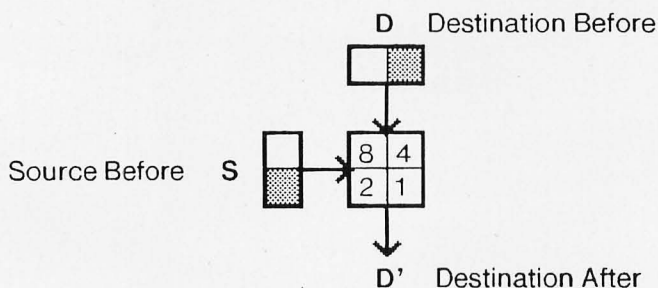 D Destination Before
8 4
Source Before S
2 1
D' Destination After